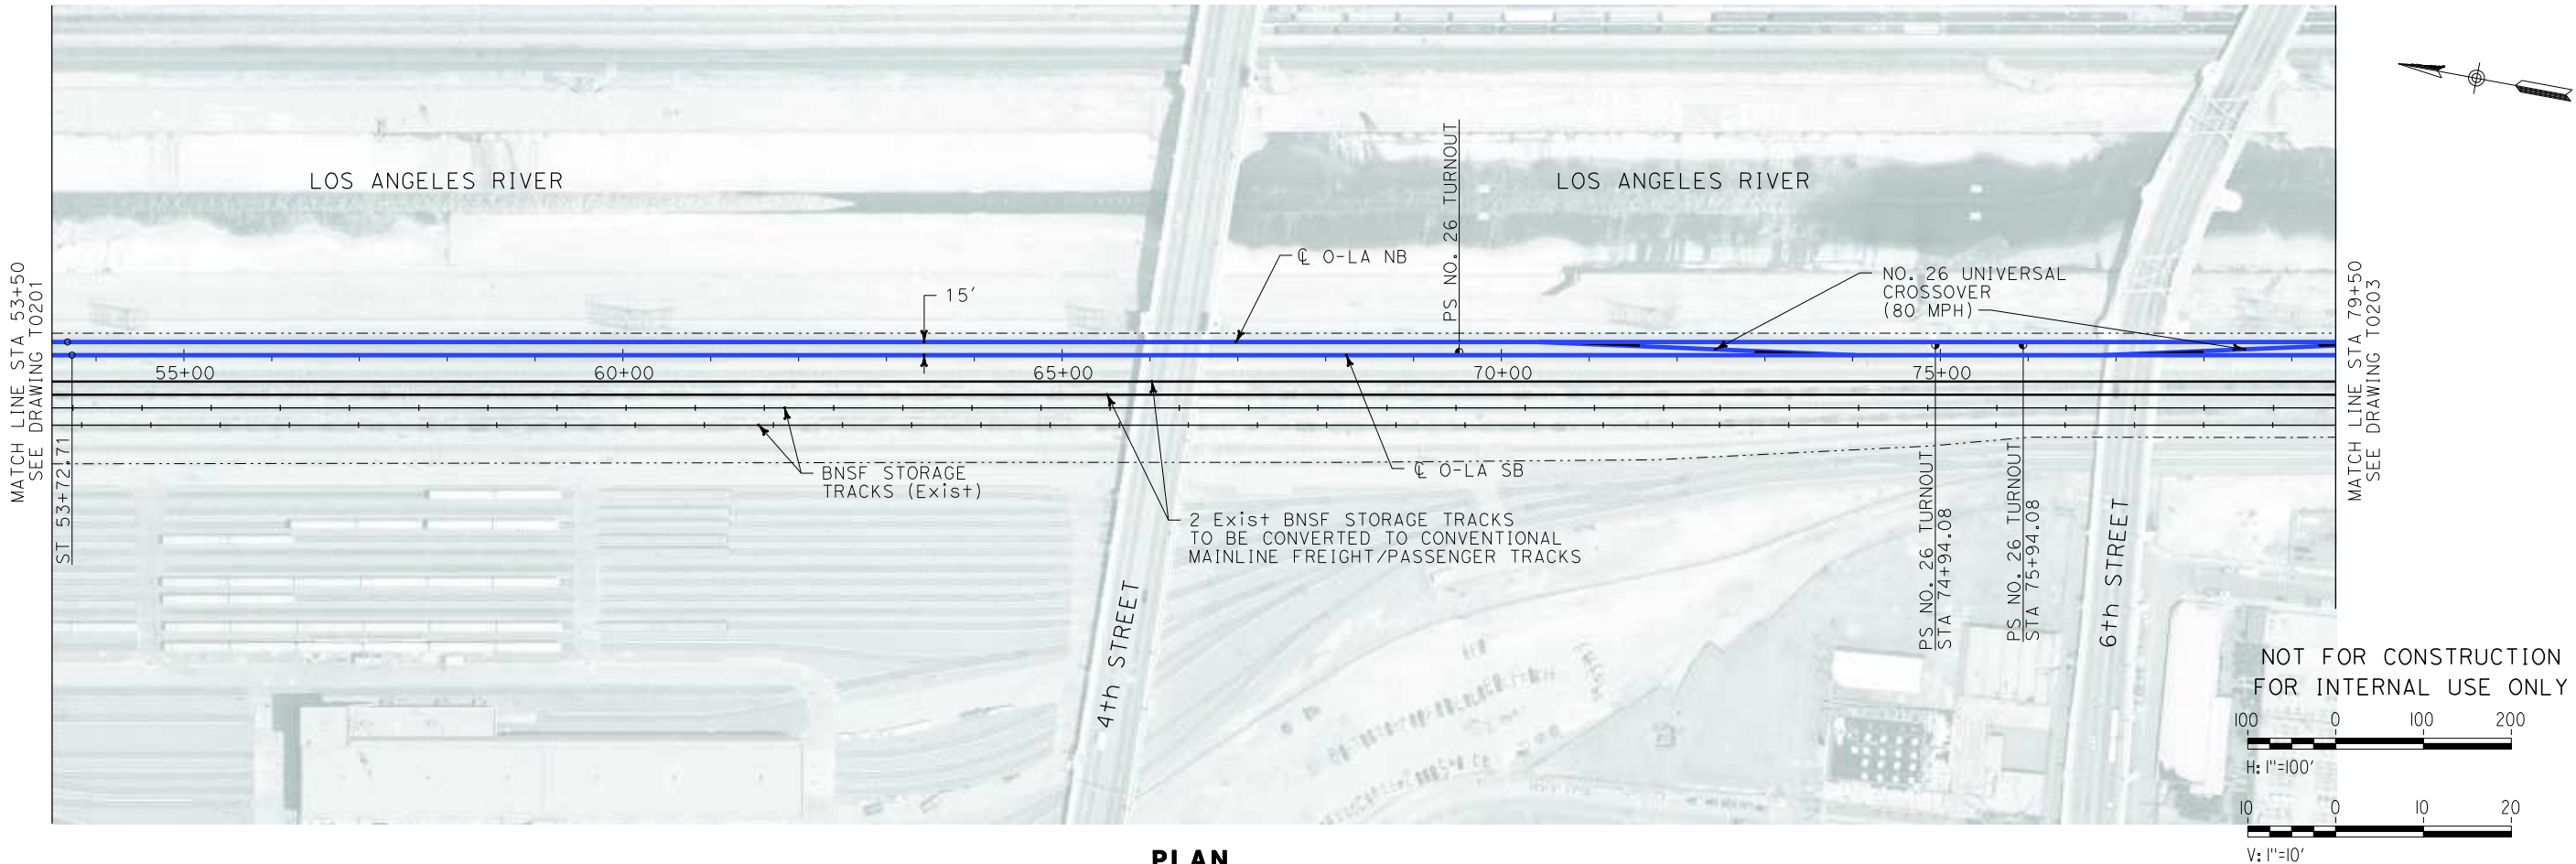 LOS ANGELES RIVER
LOS ANGELES RIVER
PS NO. 26 TURNOUT
℄ O-LA NB
15'
NO. 26 UNIVERSAL
CROSSOVER
(80 MPH)
MATCH LINE STA 53+50
SEE DRAWING TO201
MATCH LINE STA 79+50
SEE DRAWING TO203
55+00
60+00
65+00
70+00
75+00
ST 53+72.71
BNSF STORAGE
TRACKS (Exist)
℄ O-LA SB
2 Exist BNSF STORAGE TRACKS
TO BE CONVERTED TO CONVENTIONAL
MAINLINE FREIGHT/PASSENGER TRACKS
PS NO. 26 TURNOUT
STA 74+94.08
PS NO. 26 TURNOUT
STA 75+94.08
4th STREET
6th STREET
NOT FOR CONSTRUCTION
FOR INTERNAL USE ONLY
100 0 100 200
H: 1"=100'
10 0 10 20
V: 1"=10'
PLAN